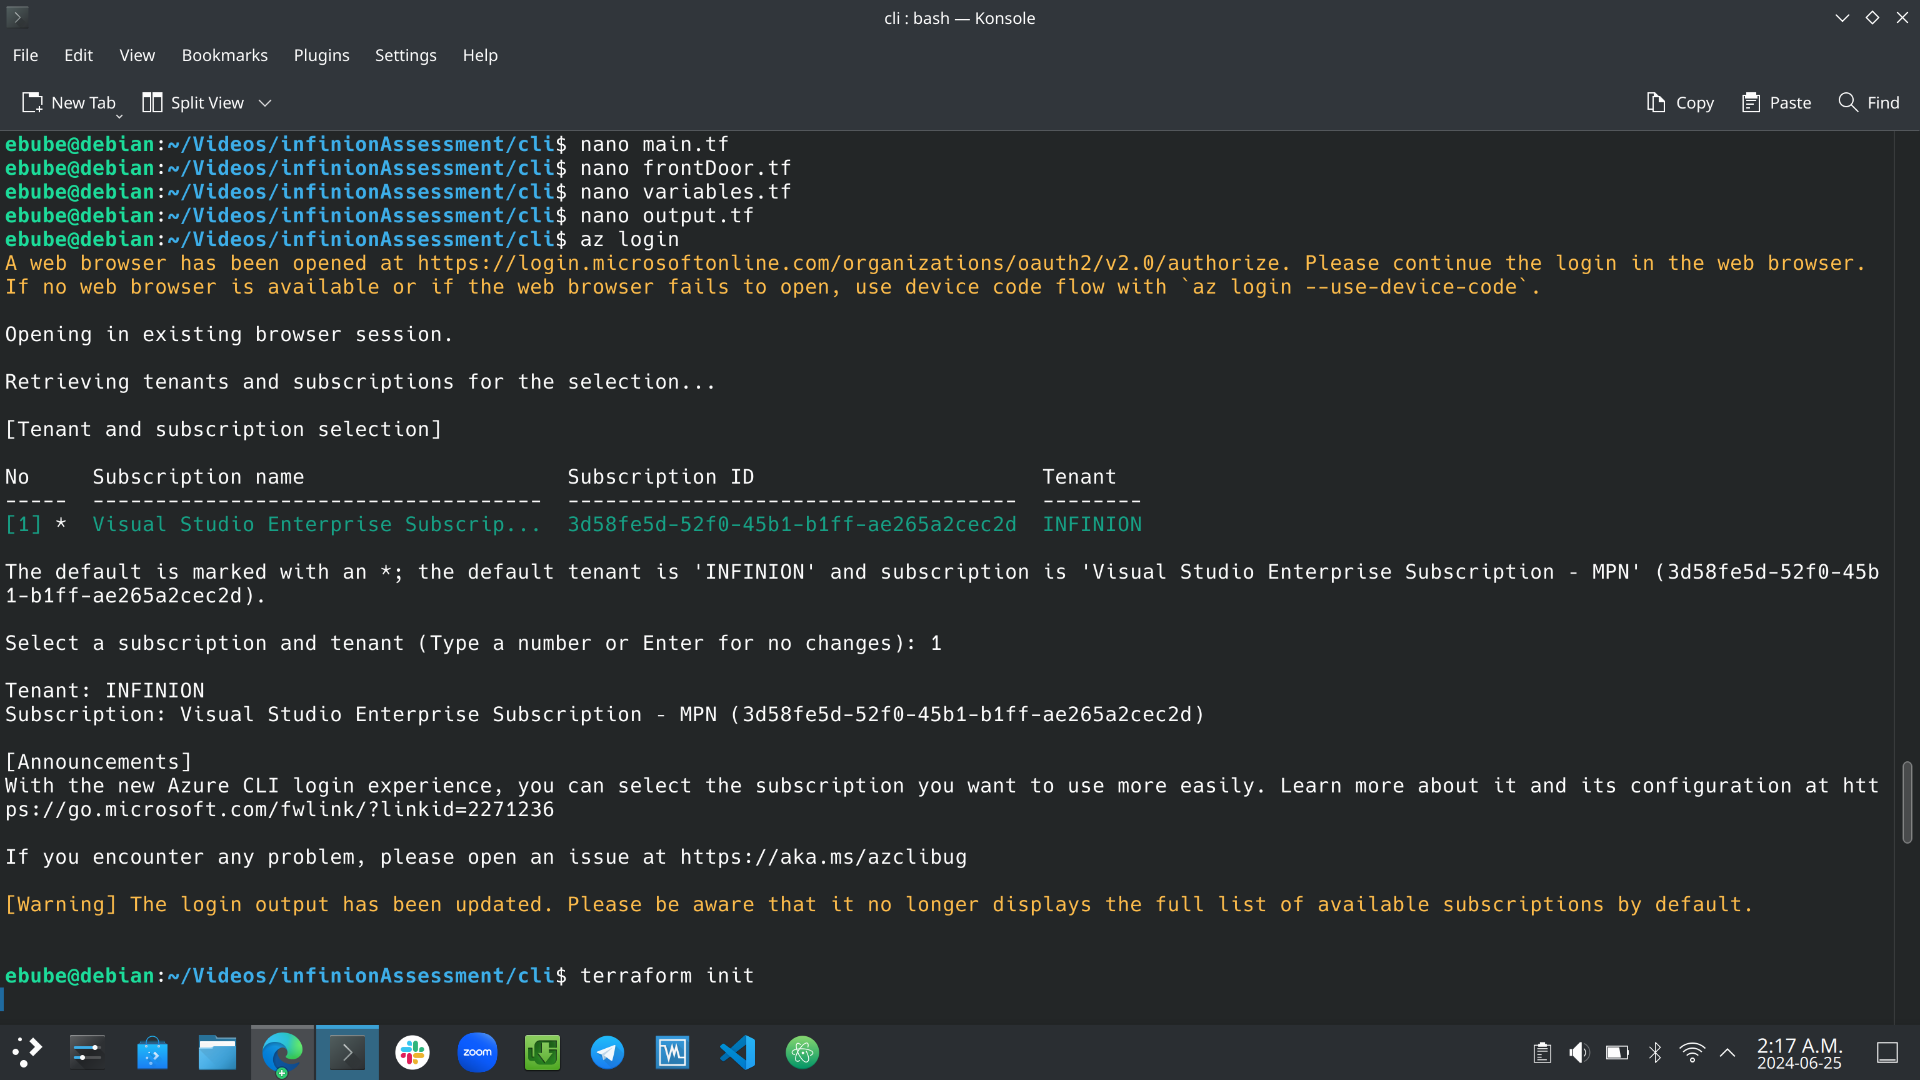 cli : bash — Konsole
File Edit View Bookmarks Plugins Settings Help
New Tab Split View Copy Paste Find
ebube@debian:~/Videos/infinionAssessment/cli$ nano main.tf
ebube@debian:~/Videos/infinionAssessment/cli$ nano frontDoor.tf
ebube@debian:~/Videos/infinionAssessment/cli$ nano variables.tf
ebube@debian:~/Videos/infinionAssessment/cli$ nano output.tf
ebube@debian:~/Videos/infinionAssessment/cli$ az login
A web browser has been opened at https://login.microsoftonline.com/organizations/oauth2/v2.0/authorize. Please continue the login in the web browser.
If no web browser is available or if the web browser fails to open, use device code flow with `az login --use-device-code`.
Opening in existing browser session.
Retrieving tenants and subscriptions for the selection...
[Tenant and subscription selection]
No Subscription name Subscription ID Tenant
----- ------------------------------------ ------------------------------------ --------
[1] * Visual Studio Enterprise Subscrip... 3d58fe5d-52f0-45b1-b1ff-ae265a2cec2d INFINION
The default is marked with an *; the default tenant is 'INFINION' and subscription is 'Visual Studio Enterprise Subscription - MPN' (3d58fe5d-52f0-45b
1-b1ff-ae265a2cec2d).
Select a subscription and tenant (Type a number or Enter for no changes): 1
Tenant: INFINION
Subscription: Visual Studio Enterprise Subscription - MPN (3d58fe5d-52f0-45b1-b1ff-ae265a2cec2d)
[Announcements]
With the new Azure CLI login experience, you can select the subscription you want to use more easily. Learn more about it and its configuration at htt
ps://go.microsoft.com/fwlink/?linkid=2271236
If you encounter any problem, please open an issue at https://aka.ms/azclibug
[Warning] The login output has been updated. Please be aware that it no longer displays the full list of available subscriptions by default.
ebube@debian:~/Videos/infinionAssessment/cli$ terraform init
zoom
2:17 A.M.
2024-06-25